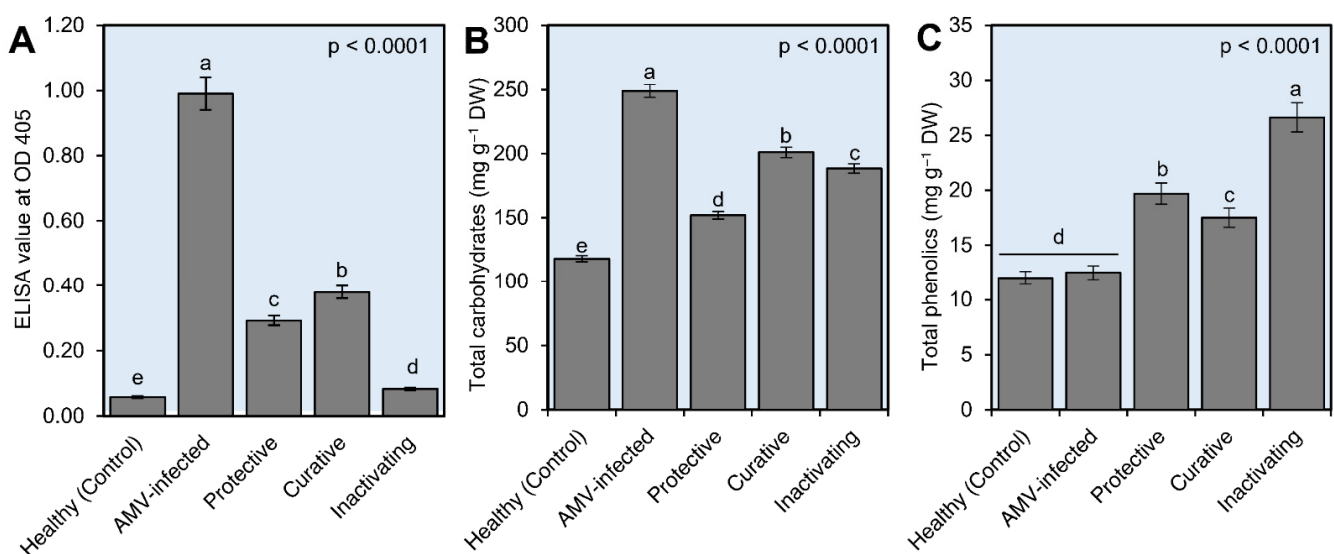 A
ELISA value at OD 405
1.20
1.00
0.80
0.60
0.40
0.20
0.00
p < 0.0001
e
a
c
b
d
Healthy (Control)
AMV-infected
Protective
Curative
Inactivating
B
Total carbohydrates (mg g⁻¹ DW)
300
250
200
150
100
50
0
p < 0.0001
e
a
d
b
c
Healthy (Control)
AMV-infected
Protective
Curative
Inactivating
C
Total phenolics (mg g⁻¹ DW)
35
30
25
20
15
10
5
0
p < 0.0001
d
b
c
a
Healthy (Control)
AMV-infected
Protective
Curative
Inactivating